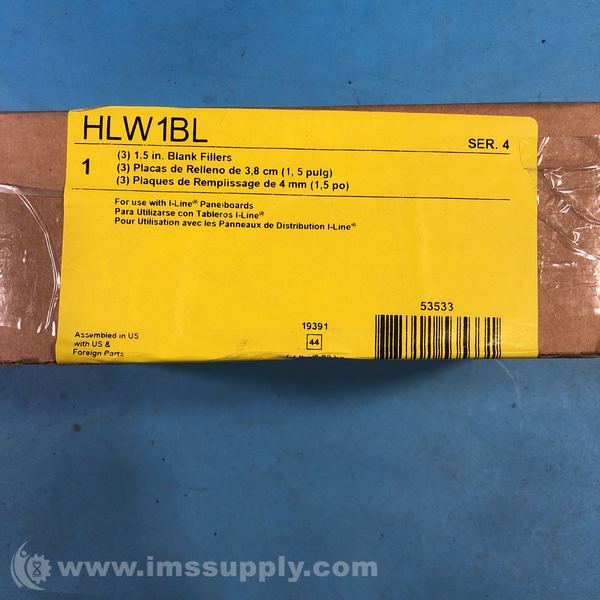 HLW1BL
SER. 4
1
(3) 1.5 in. Blank Fillers
(3) Placas de Relleno de 3,8 cm (1, 5 pulg)
(3) Plaques de Remplissage de 4 mm (1,5 po)
For use with I-Line® Panelboards
Para Utilizarse con Tableros I-Line®
Pour Utilisation avec les Panneaux de Distribution I-Line®
Assembled in US
with US &
Foreign Parts
19391
44
53533
www.imssupply.com